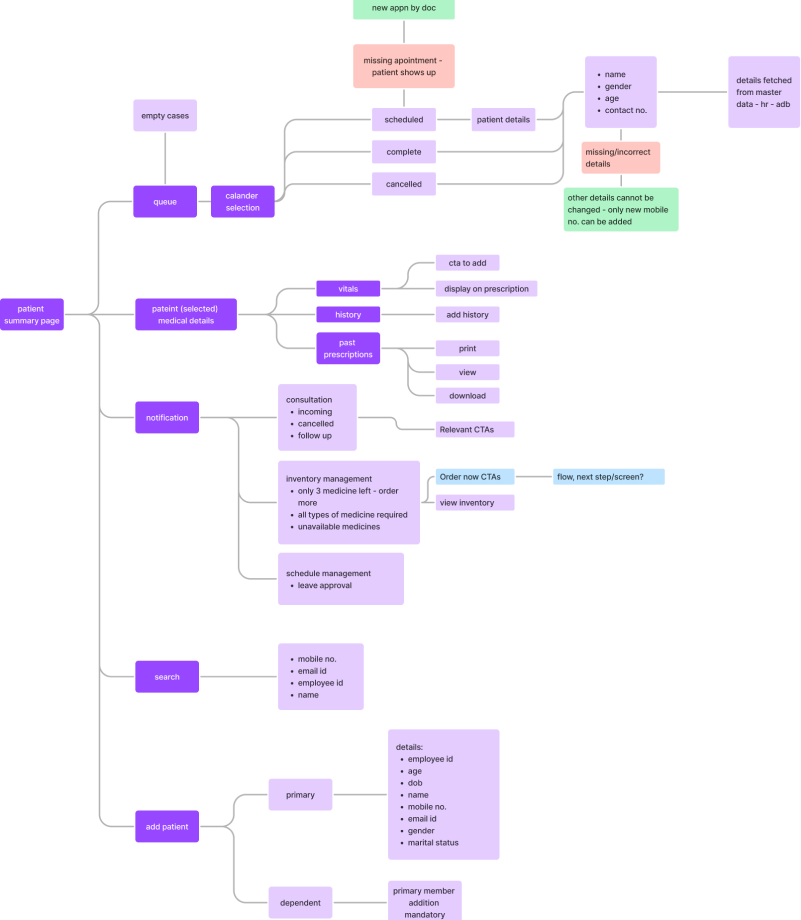 new appn by doc
missing apointment -
patient shows up
empty cases
scheduled
patient details
complete
cancelled
• name
• gender
• age
• contact no.
details fetched
from master
data - hr - adb
missing/incorrect
details
other details cannot be
changed - only new mobile
no. can be added
queue
calander
selection
patient
summary page
pateint (selected)
medical details
vitals
cta to add
display on prescription
history
add history
past
prescriptions
print
view
download
notification
consultation
• incoming
• cancelled
• follow up
Relevant CTAs
inventory management
• only 3 medicine left - order
more
• all types of medicine required
• unavailable medicines
Order now CTAs
flow, next step/screen?
view inventory
schedule management
• leave approval
search
• mobile no.
• email id
• employee id
• name
add patient
primary
details:
• employee id
• age
• dob
• name
• mobile no.
• email id
• gender
• marital status
dependent
primary member
addition
mandatory